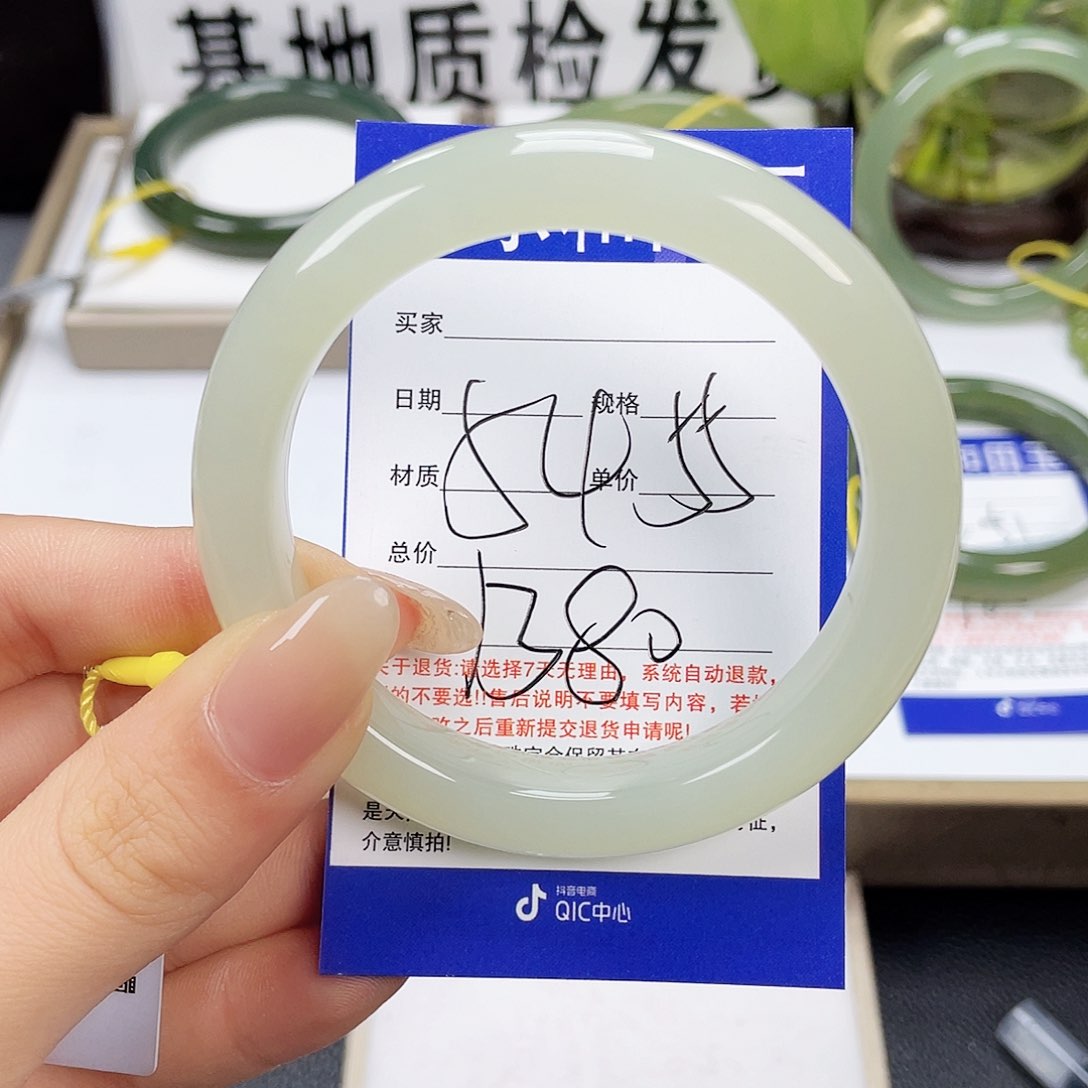 基地质检发货
买家
日期 规格
54
材质 单价
总价
1380
关于退货:请选择7天无理由，系统自动退款，
的不要选!!售后说明不要填写内容，若
改之后重新提交退货申请呢!
介意慎拍!
抖音电商
QIC中心